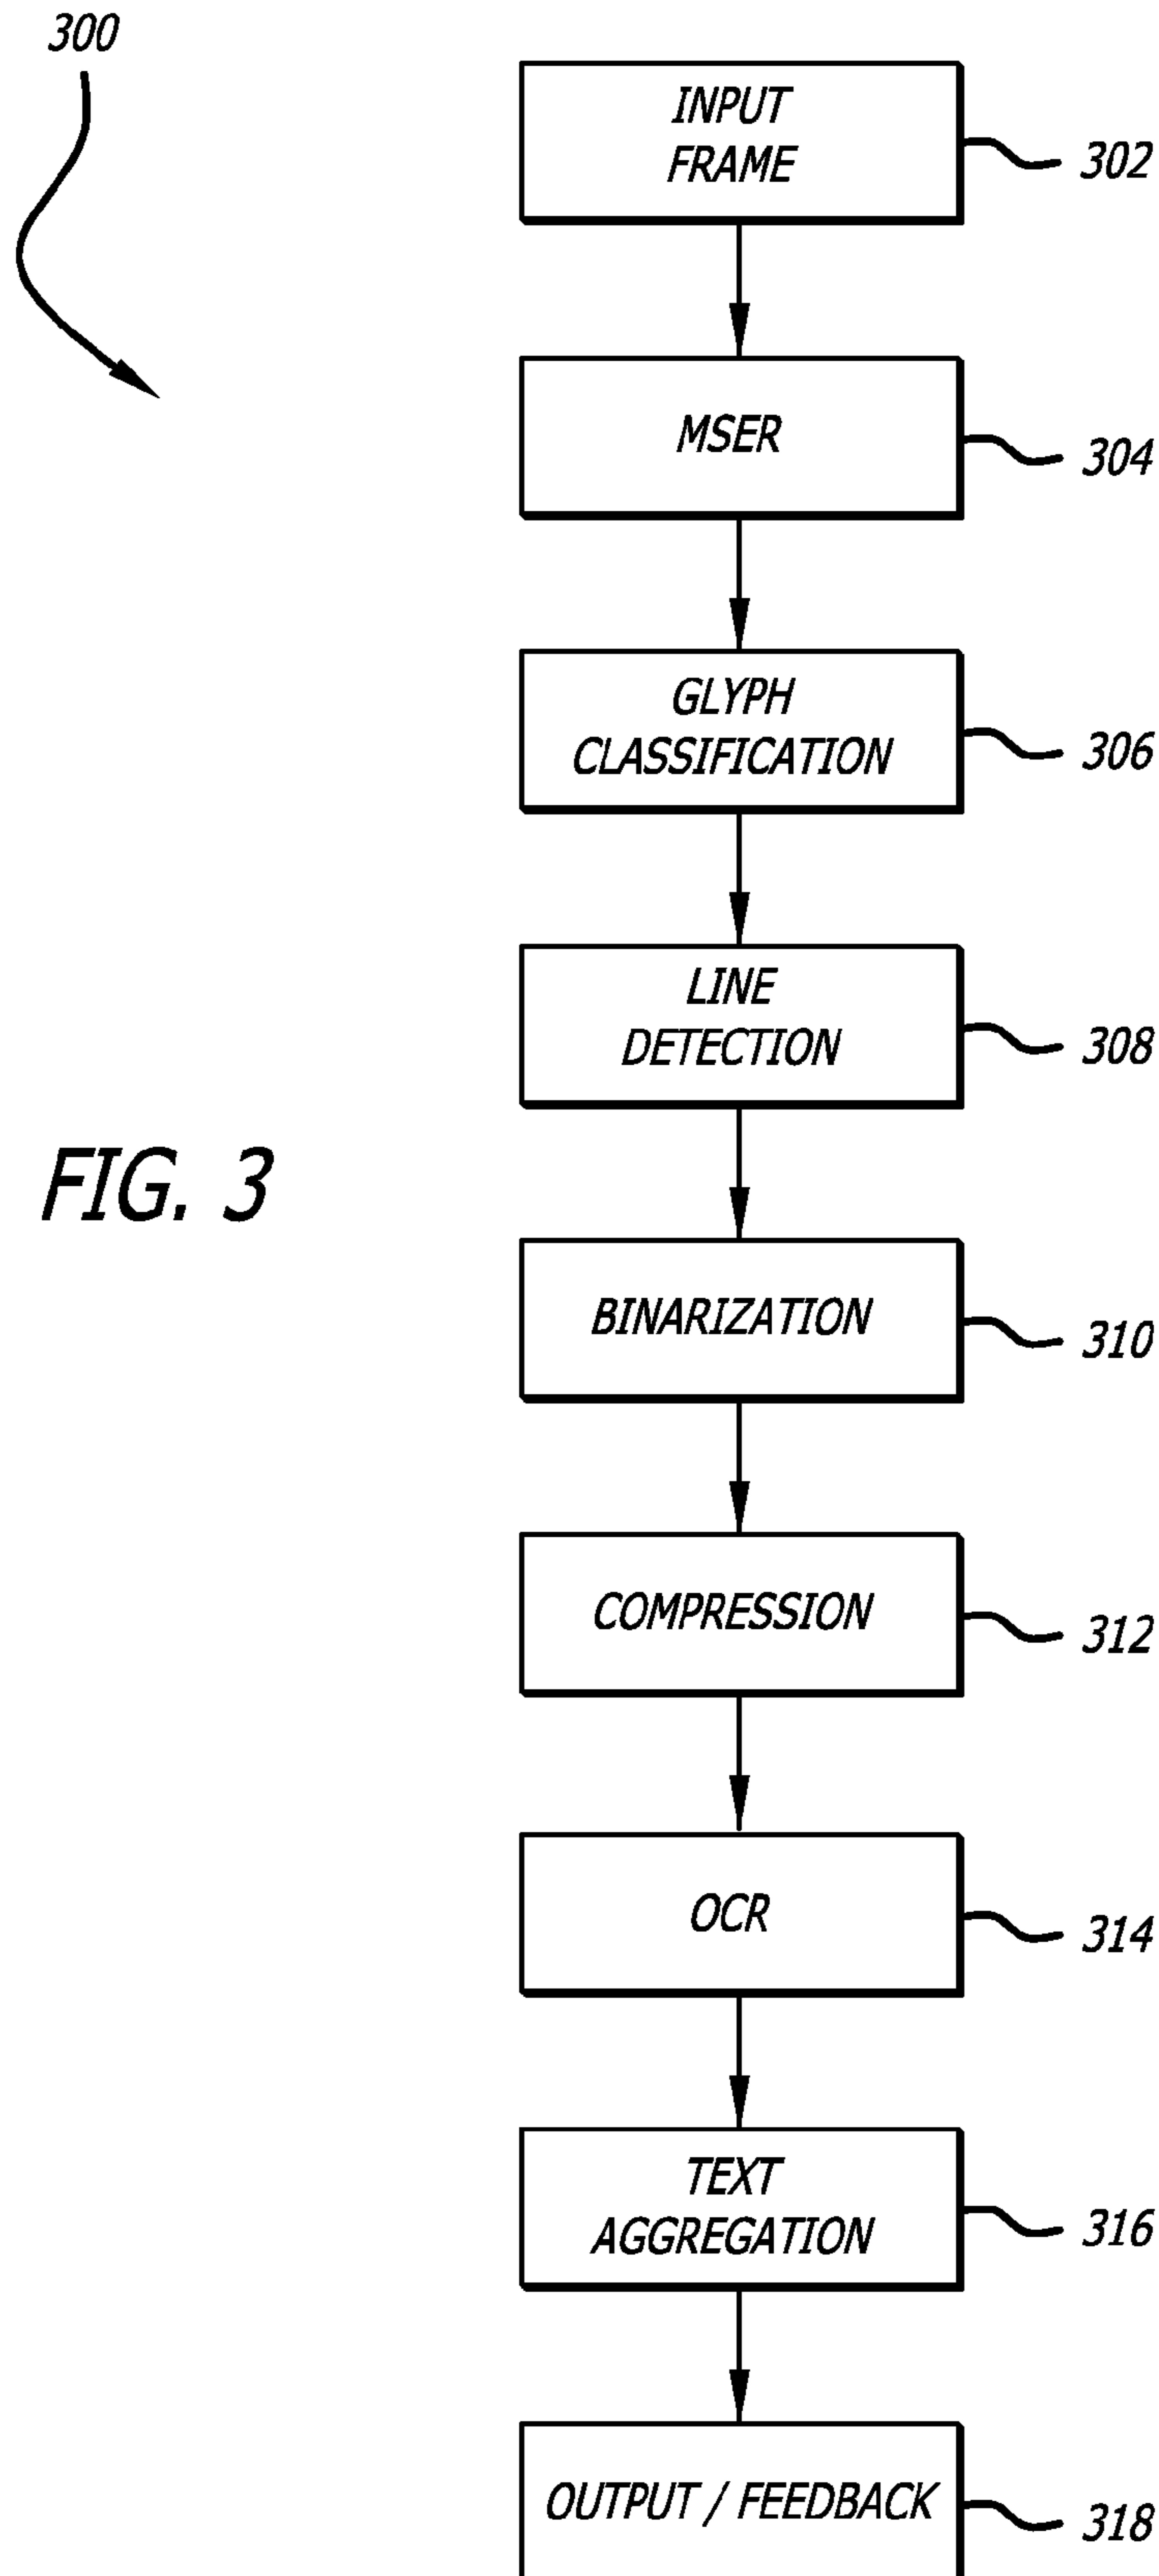 300
INPUT
FRAME
302
MSER
304
GLYPH
CLASSIFICATION
306
LINE
DETECTION
308
FIG. 3
BINARIZATION
310
COMPRESSION
312
OCR
314
TEXT
AGGREGATION
316
OUTPUT / FEEDBACK
318